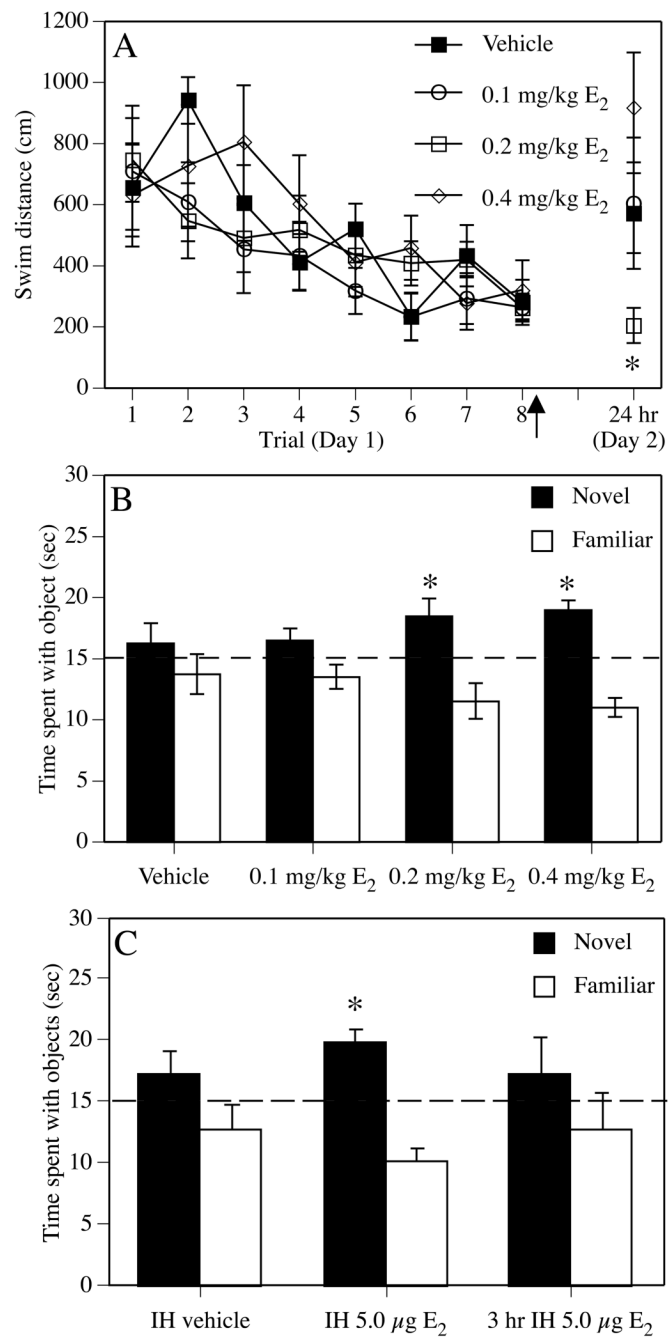 A
1200
1000
800
600
400
200
0
Swim distance (cm)
Vehicle
0.1 mg/kg E2
0.2 mg/kg E2
0.4 mg/kg E2
*
1 2 3 4 5 6 7 8 24 hr
Trial (Day 1) (Day 2)
B
30
25
20
15
10
5
0
Time spent with object (sec)
Novel
Familiar
* *
Vehicle 0.1 mg/kg E2 0.2 mg/kg E2 0.4 mg/kg E2
C
30
25
20
15
10
5
0
Time spent with objects (sec)
Novel
Familiar
*
IH vehicle IH 5.0 µg E2 3 hr IH 5.0 µg E2